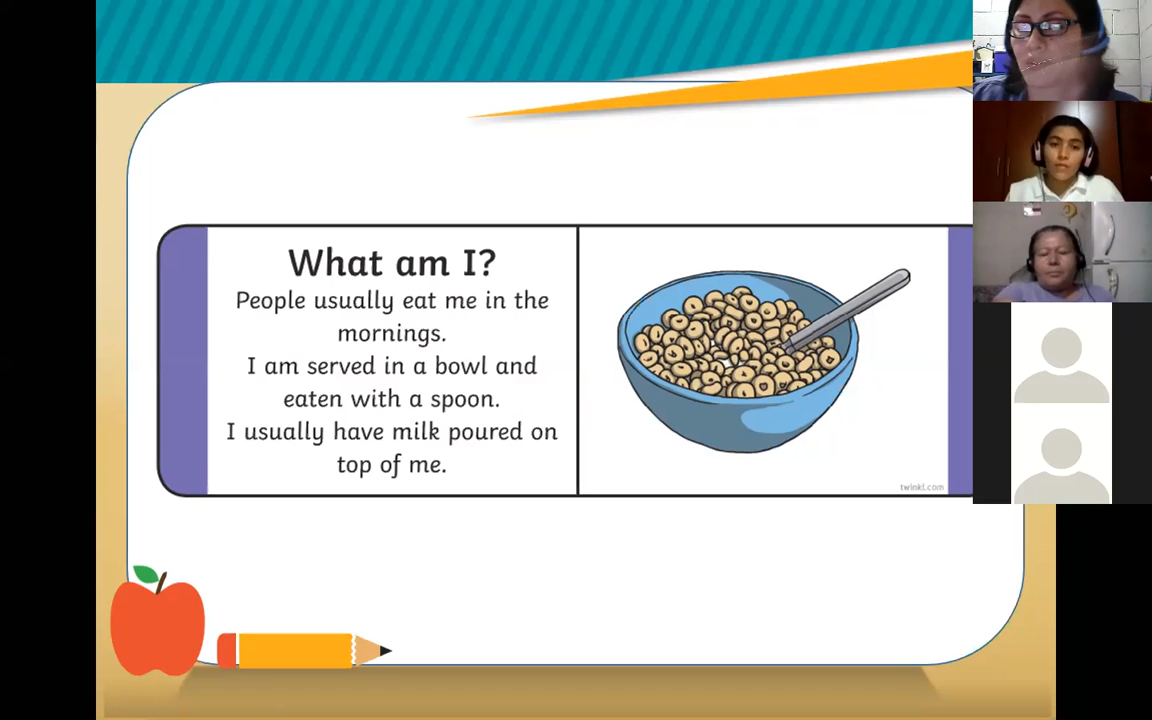 What am I?
People usually eat me in the
mornings.
I am served in a bowl and
eaten with a spoon.
I usually have milk poured on
top of me.
twinkl.com